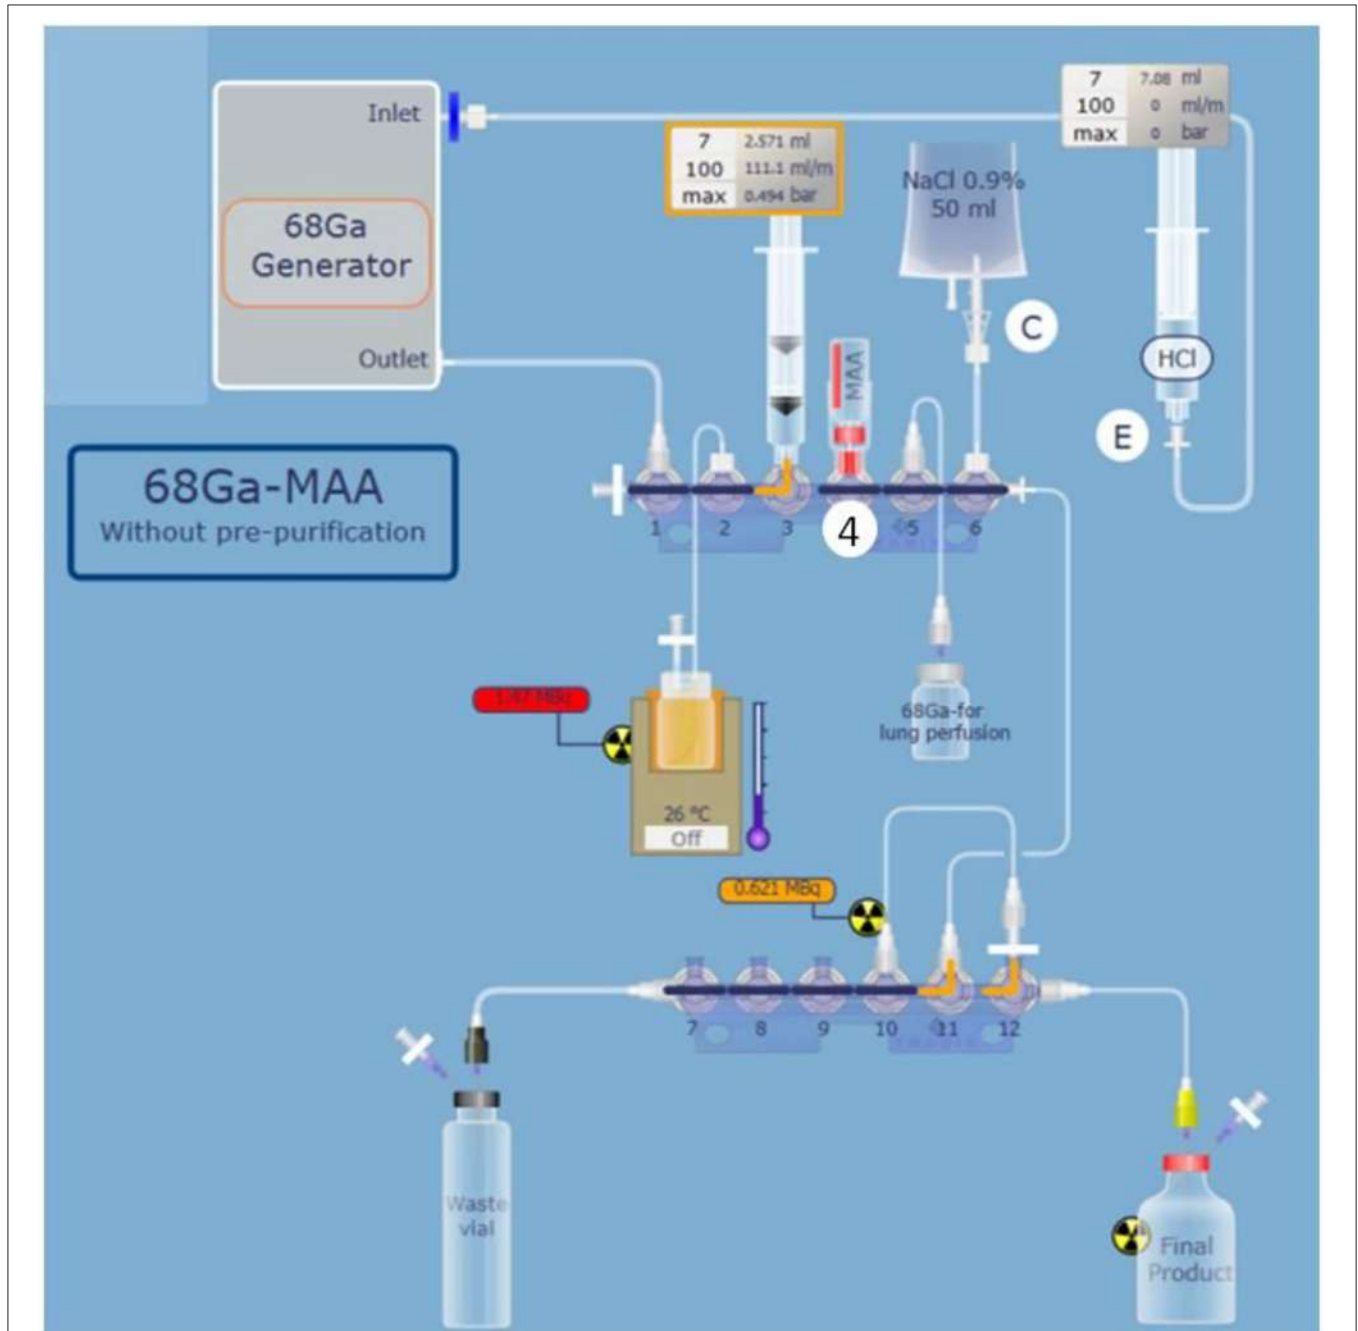 Inlet
68Ga
Generator
Outlet
7 2.571 ml
100 111.1 ml/m
max 0.494 bar
7 7.08 ml
100 0 ml/m
max 0 bar
NaCl 0.9%
50 ml
C
HCl
E
MAA
68Ga-MAA
Without pre-purification
1 2 3 4 5 6
1.47 MBq
68Ga-for
lung perfusion
26 °C
Off
0.621 MBq
7 8 9 10 11 12
Waste
vial
Final
Product